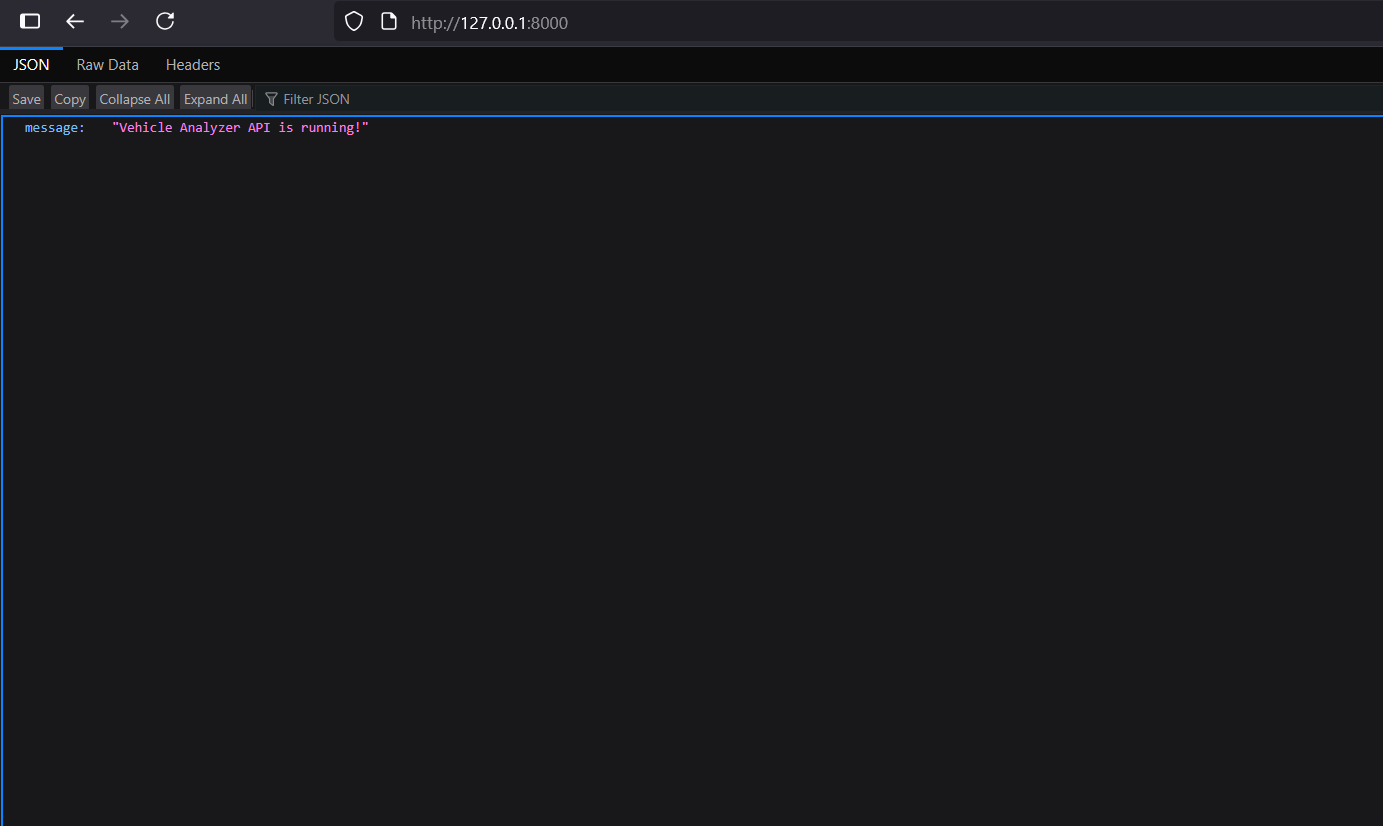 http://127.0.0.1:8000
JSON Raw Data Headers
Save Copy Collapse All Expand All Filter JSON
message: "Vehicle Analyzer API is running!"